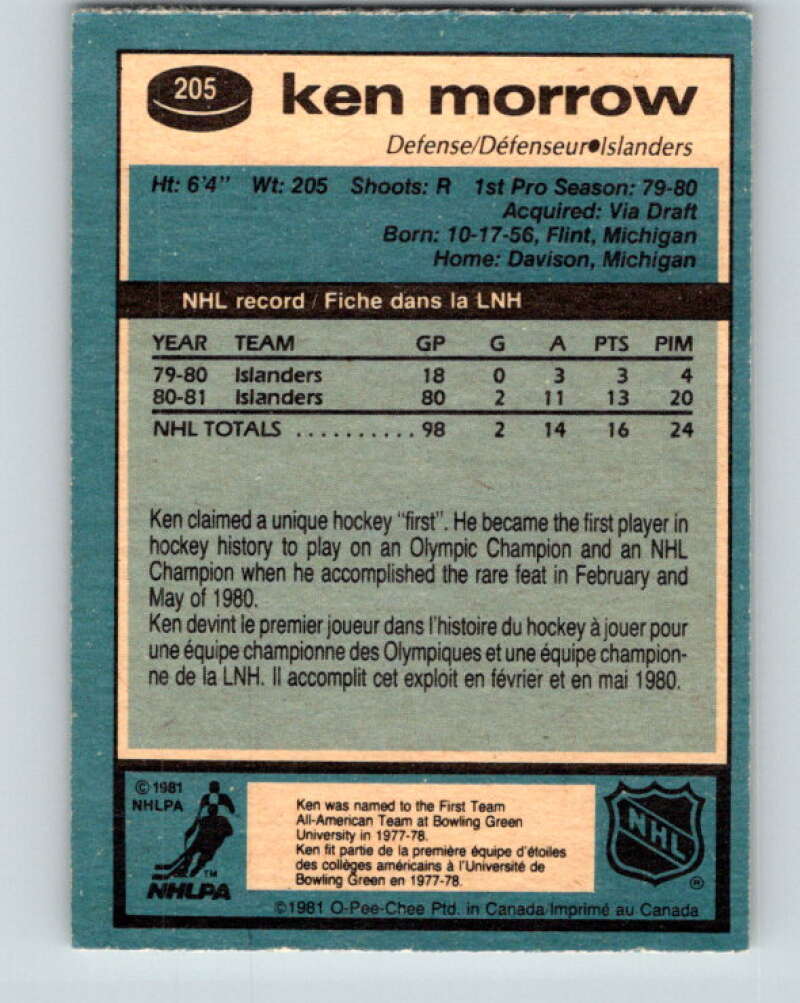 205 ken morrow
Defense/Défenseur•Islanders
Ht: 6'4" Wt: 205 Shoots: R 1st Pro Season: 79-80
Acquired: Via Draft
Born: 10-17-56, Flint, Michigan
Home: Davison, Michigan
NHL record / Fiche dans la LNH
YEAR TEAM GP G A PTS PIM
79-80 Islanders 18 0 3 3 4
80-81 Islanders 80 2 11 13 20
NHL TOTALS .......... 98 2 14 16 24
Ken claimed a unique hockey "first". He became the first player in
hockey history to play on an Olympic Champion and an NHL
Champion when he accomplished the rare feat in February and
May of 1980.
Ken devint le premier joueur dans l'histoire du hockey à jouer pour
une équipe championne des Olympiques et une équipe champion-
ne de la LNH. Il accomplit cet exploit en février et en mai 1980.
© 1981
NHLPA
TM
NHLPA
Ken was named to the First Team
All-American Team at Bowling Green
University in 1977-78.
Ken fit partie de la première équipe d'étoiles
des collèges américains à l'Université de
Bowling Green en 1977-78.
NHL
®
©1981 O-Pee-Chee Ptd. in Canada/Imprimé au Canada